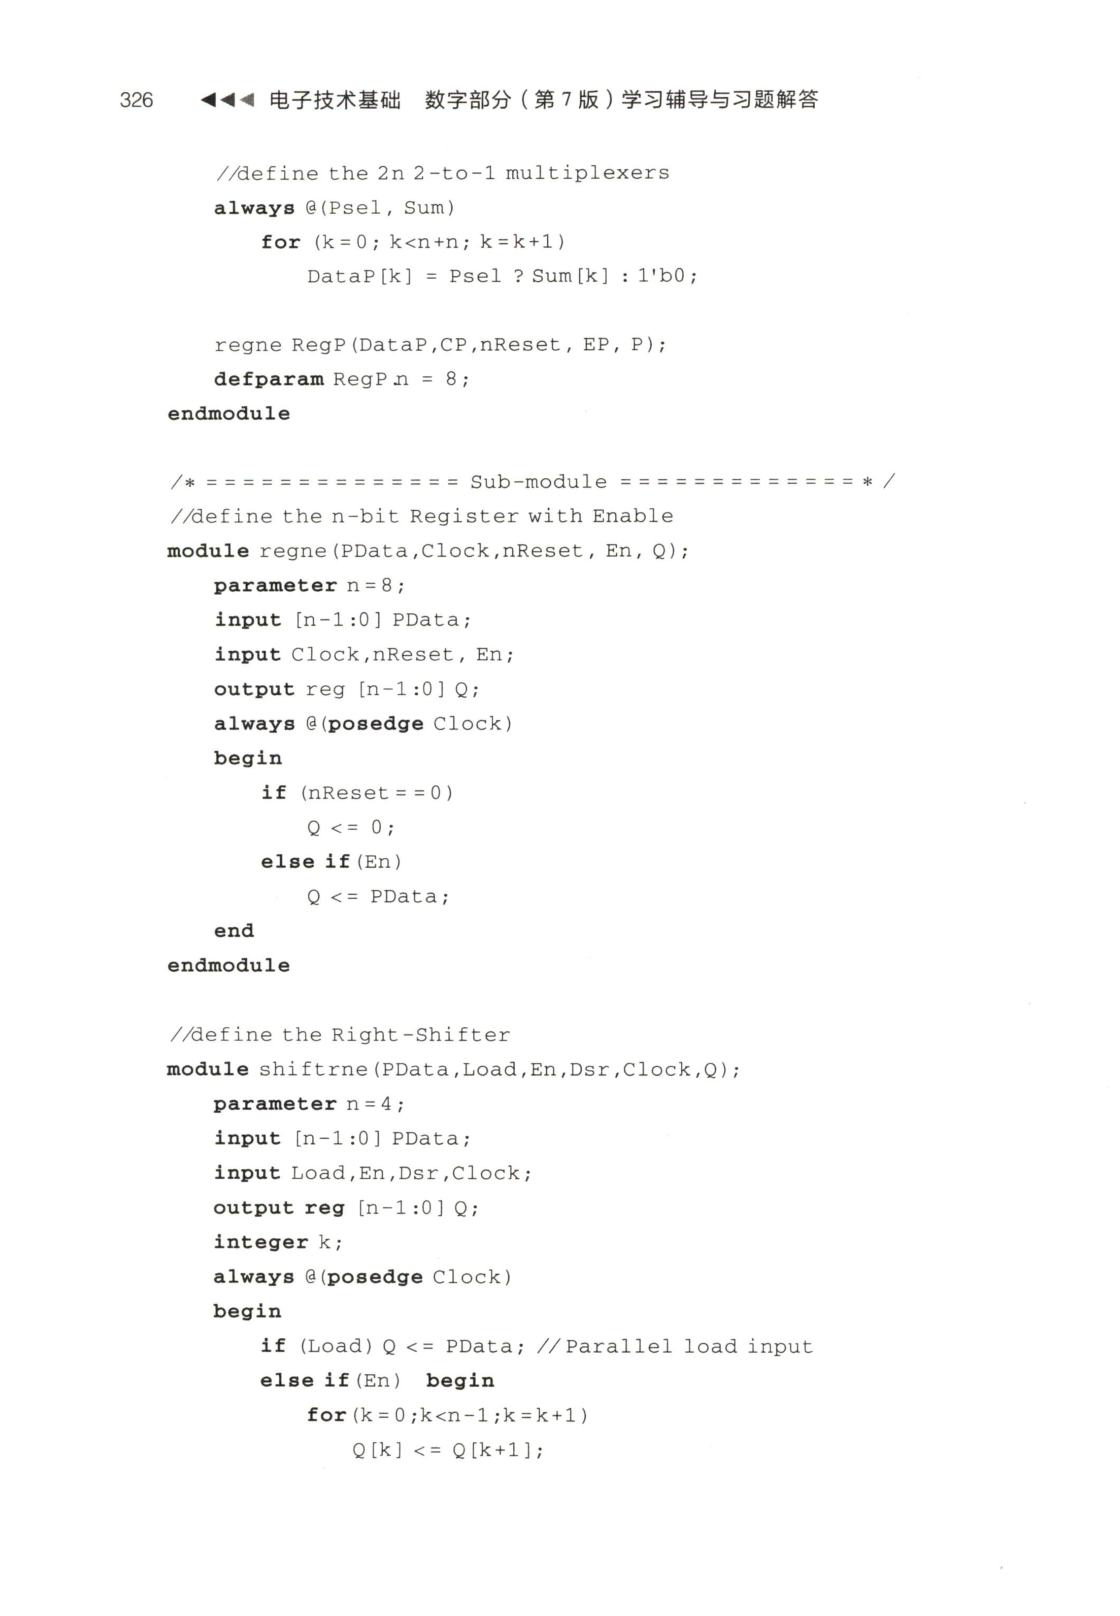 326 ◀◀◀ 电子技术基础 数字部分(第7版)学习辅导与习题解答
//define the 2n 2-to-1 multiplexers
always @(Psel, Sum)
for (k=0; k<n+n; k=k+1)
DataP[k] = Psel ? Sum[k] : 1'b0;
regne RegP(DataP,CP,nReset, EP, P);
defparam RegP.n = 8;
endmodule
/* ============== Sub-module ============= */
//define the n-bit Register with Enable
module regne(PData,Clock,nReset, En, Q);
parameter n=8;
input [n-1:0] PData;
input Clock,nReset, En;
output reg [n-1:0] Q;
always @(posedge Clock)
begin
if (nReset==0)
Q <= 0;
else if(En)
Q <= PData;
end
endmodule
//define the Right-Shifter
module shiftrne(PData,Load,En,Dsr,Clock,Q);
parameter n=4;
input [n-1:0] PData;
input Load,En,Dsr,Clock;
output reg [n-1:0] Q;
integer k;
always @(posedge Clock)
begin
if (Load) Q <= PData; //Parallel load input
else if(En) begin
for(k=0;k<n-1;k=k+1)
Q[k] <= Q[k+1];